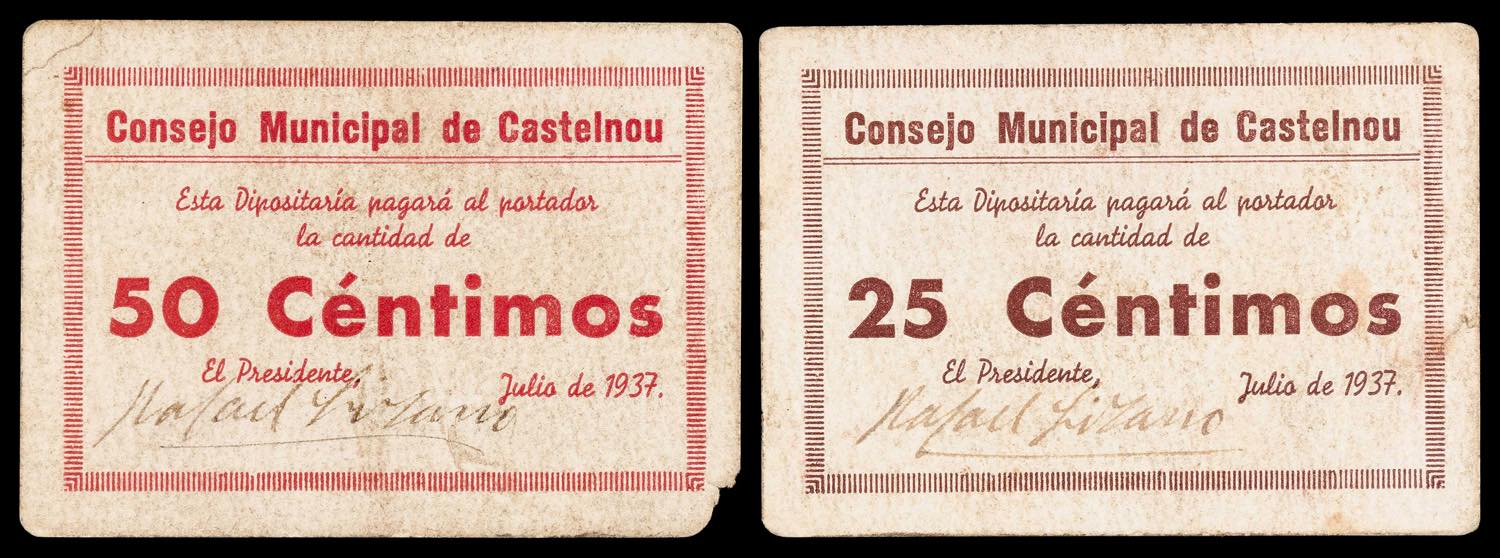 Consejo Municipal de Castelnou
Esta Dipositaría pagará al portador
la cantidad de
50 Céntimos
El Presidente,
Julio de 1937.
Rafael
Consejo Municipal de Castelnou
Esta Dipositaría pagará al portador
la cantidad de
25 Céntimos
El Presidente,
Julio de 1937.
Rafael